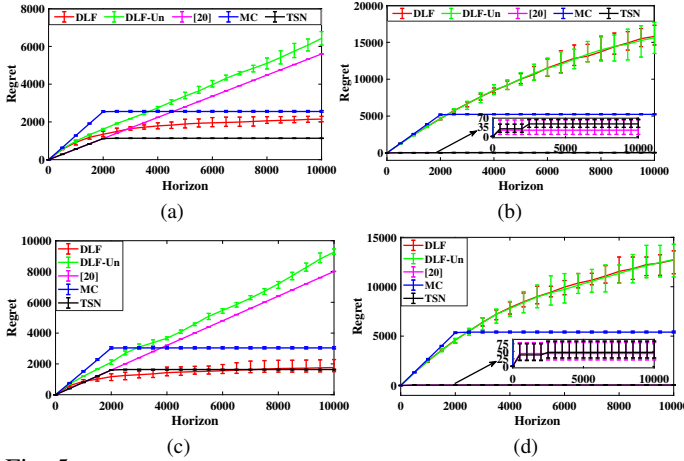 8000
6000
4000
2000
0
Regret
DLF DLF-Un [20] MC TSN
0 2000 4000 6000 8000 10000
Horizon
(a)
20000
15000
10000
5000
0
Regret
DLF DLF-Un [20] MC TSN
70
35
0
0 5000 10000
0 2000 4000 6000 8000 10000
Horizon
(b)
10000
8000
6000
4000
2000
0
Regret
DLF
DLF-Un
[20]
MC
TSN
0 2000 4000 6000 8000 10000
Horizon
(c)
15000
10000
5000
0
Regret
DLF
DLF-Un
[20]
MC
TSN
75
50
25
0
0 5000 10000
0 2000 4000 6000 8000 10000
Horizon
(d)